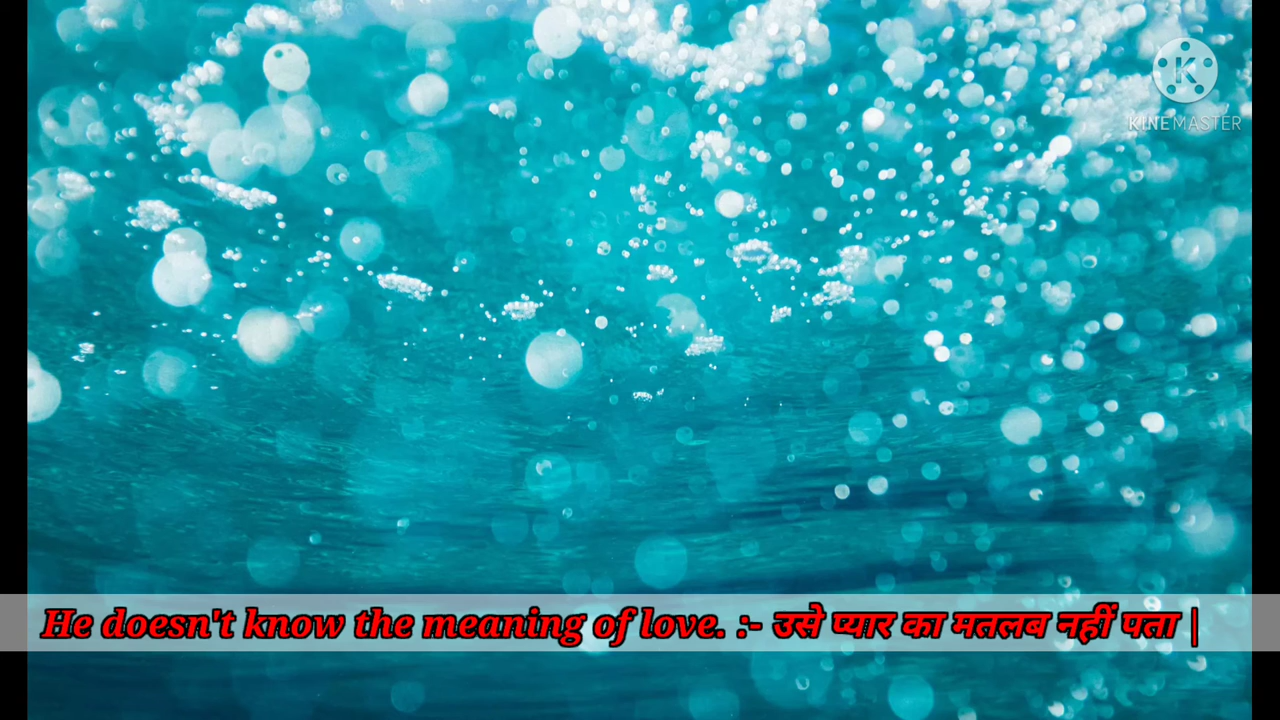 K
KINEMASTER
He doesn't know the meaning of love. :- उसे प्यार का मतलब नहीं पता |